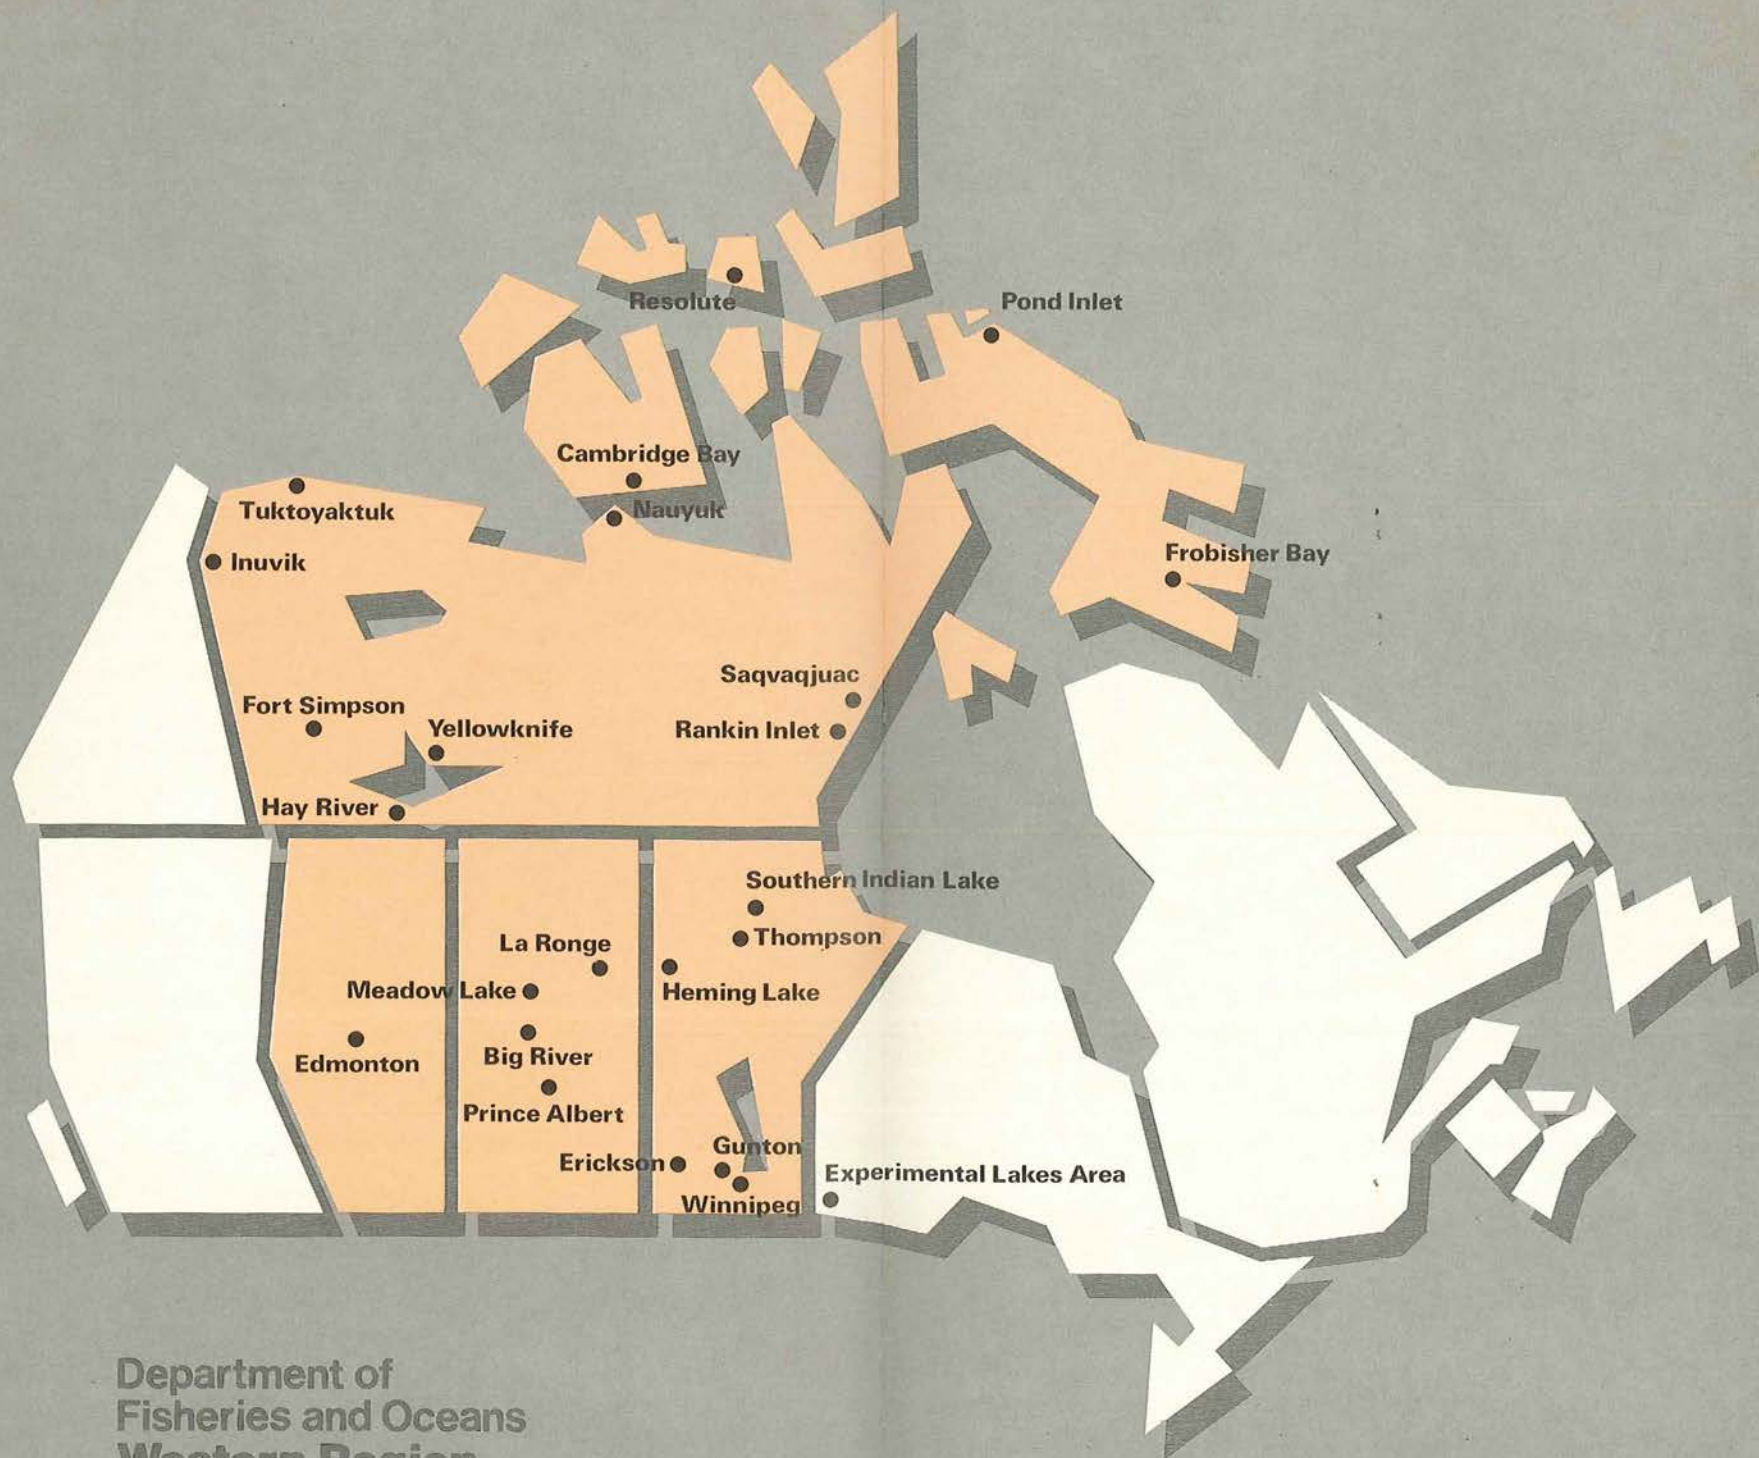 Resolute
Pond Inlet
Cambridge Bay
Nauyuk
Tuktoyaktuk
Inuvik
Frobisher Bay
Saqvaqjuac
Fort Simpson
Yellowknife
Rankin Inlet
Hay River
Southern Indian Lake
Thompson
La Ronge
Meadow Lake
Heming Lake
Edmonton
Big River
Prince Albert
Gunton
Erickson
Experimental Lakes Area
Winnipeg
Department of
Fisheries and Oceans
Western Region